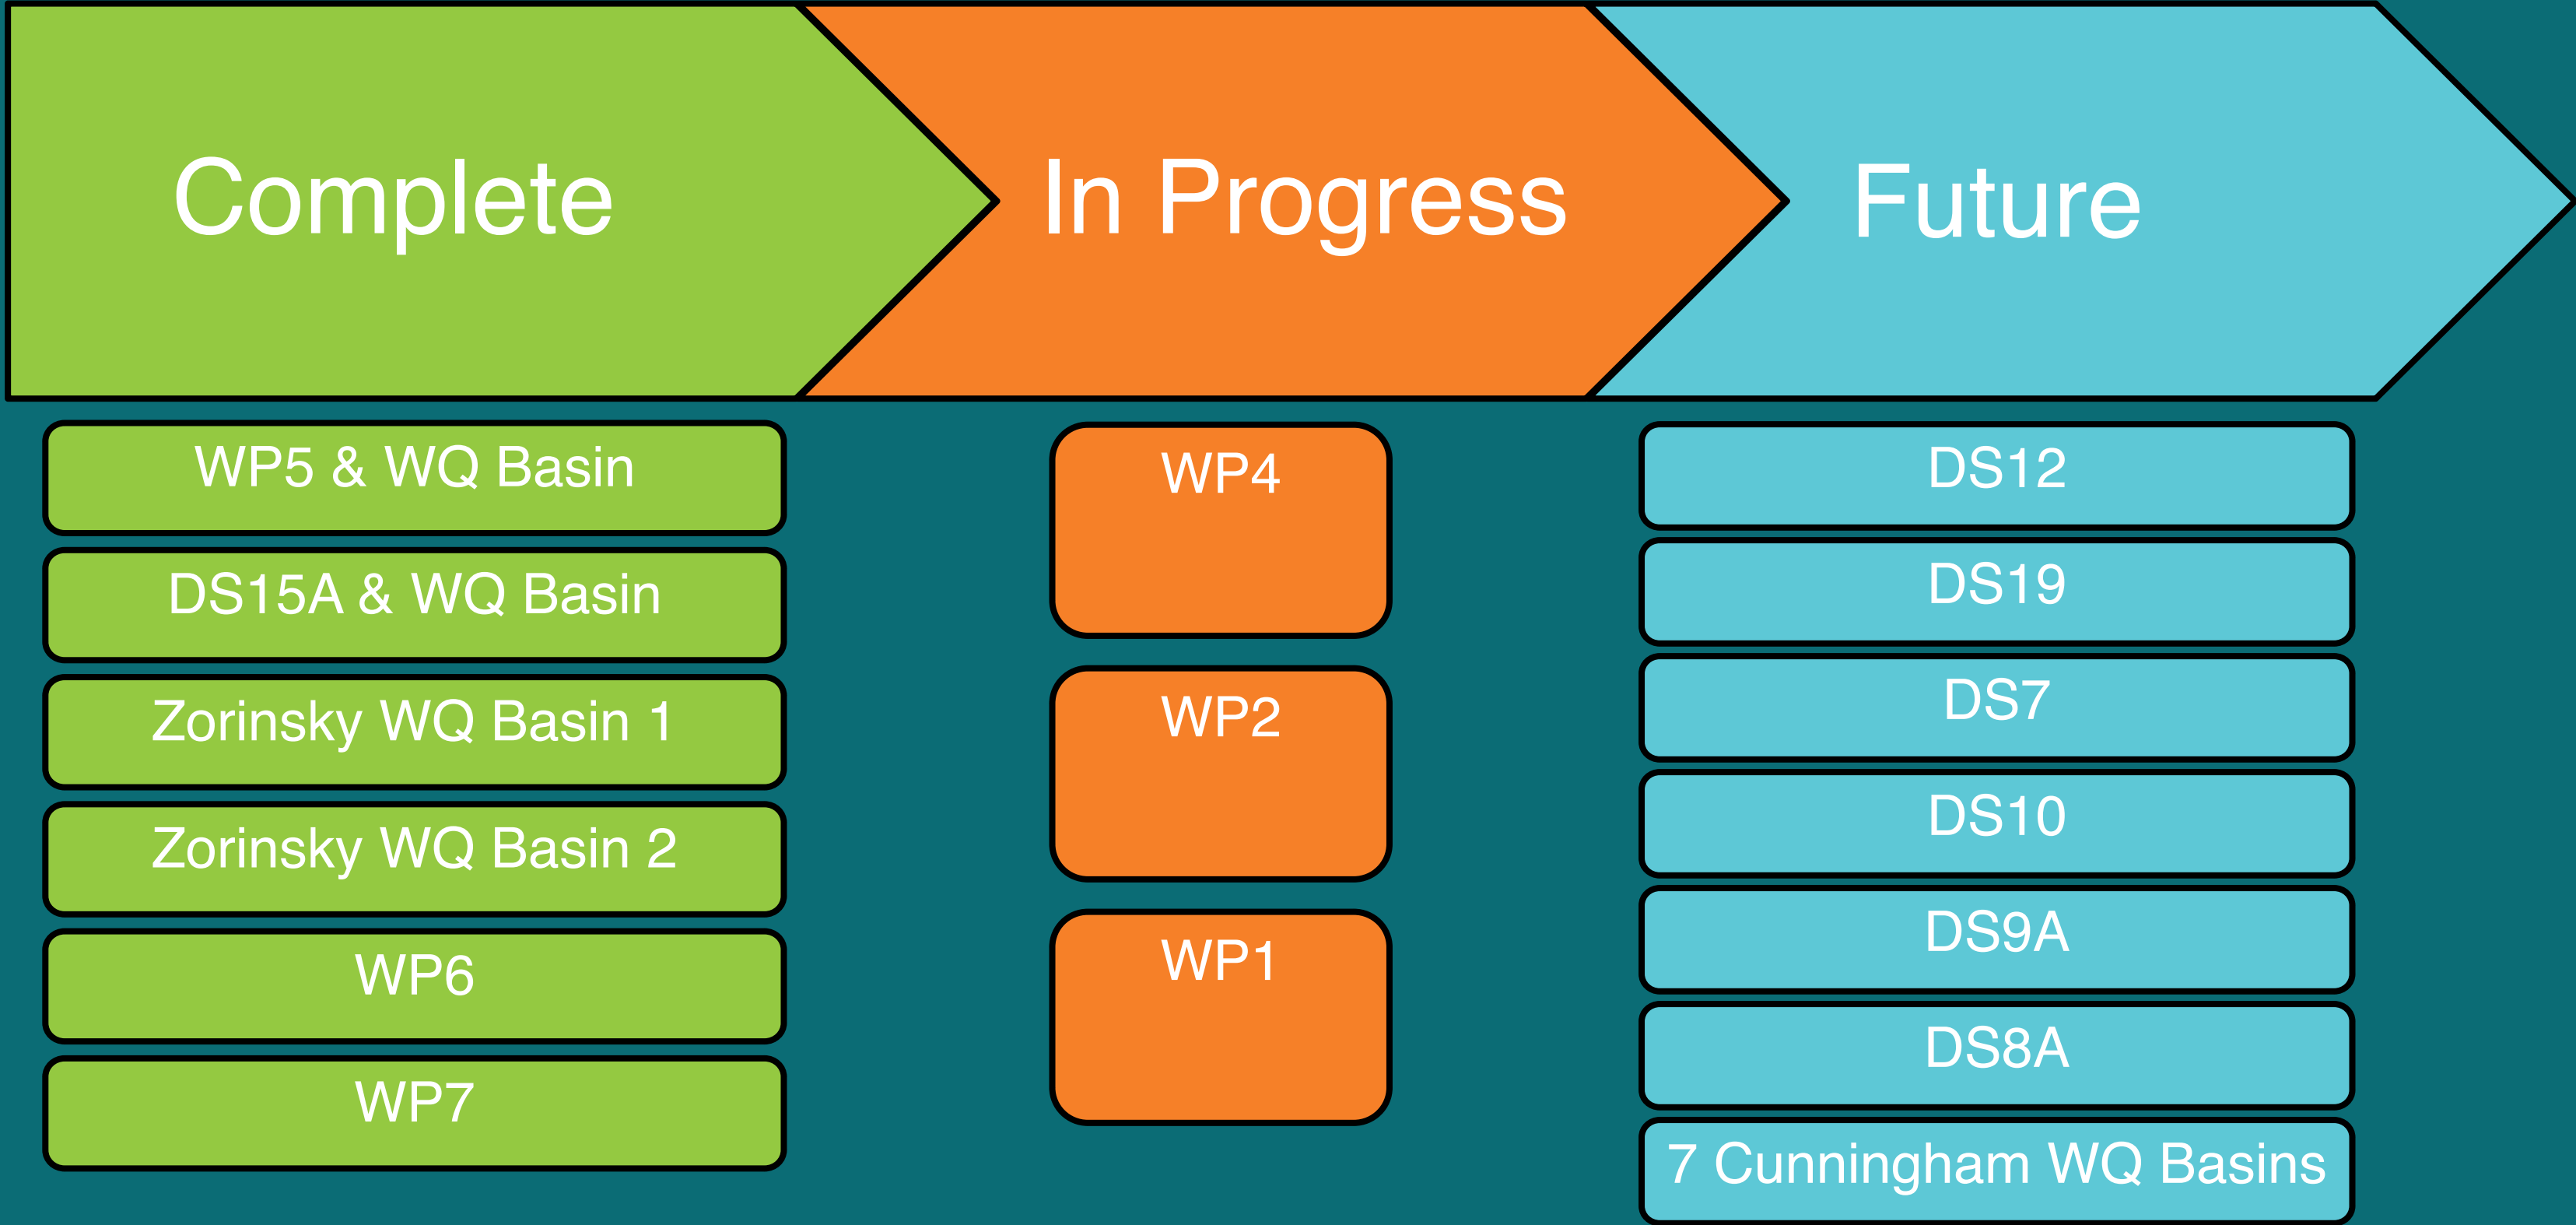 Complete
In Progress
Future
WP5 & WQ Basin
DS15A & WQ Basin
Zorinsky WQ Basin 1
Zorinsky WQ Basin 2
WP6
WP7
WP4
WP2
WP1
DS12
DS19
DS7
DS10
DS9A
DS8A
7 Cunningham WQ Basins